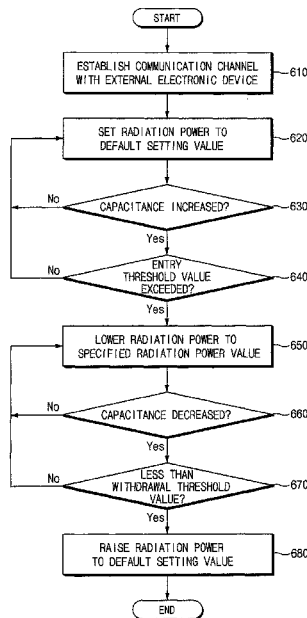 START
ESTABLISH COMMUNICATION CHANNEL
WITH EXTERNAL ELECTRONIC DEVICE
610
SET RADIATION POWER TO
DEFAULT SETTING VALUE
620
No
CAPACITANCE INCREASED?
630
Yes
No
ENTRY
THRESHOLD VALUE
EXCEEDED?
640
Yes
LOWER RADIATION POWER TO
SPECIFIED RADIATION POWER VALUE
650
No
CAPACITANCE DECREASED?
660
Yes
No
LESS THAN
WITHDRAWAL THRESHOLD
VALUE?
670
Yes
RAISE RADIATION POWER
TO DEFAULT SETTING VALUE
680
END